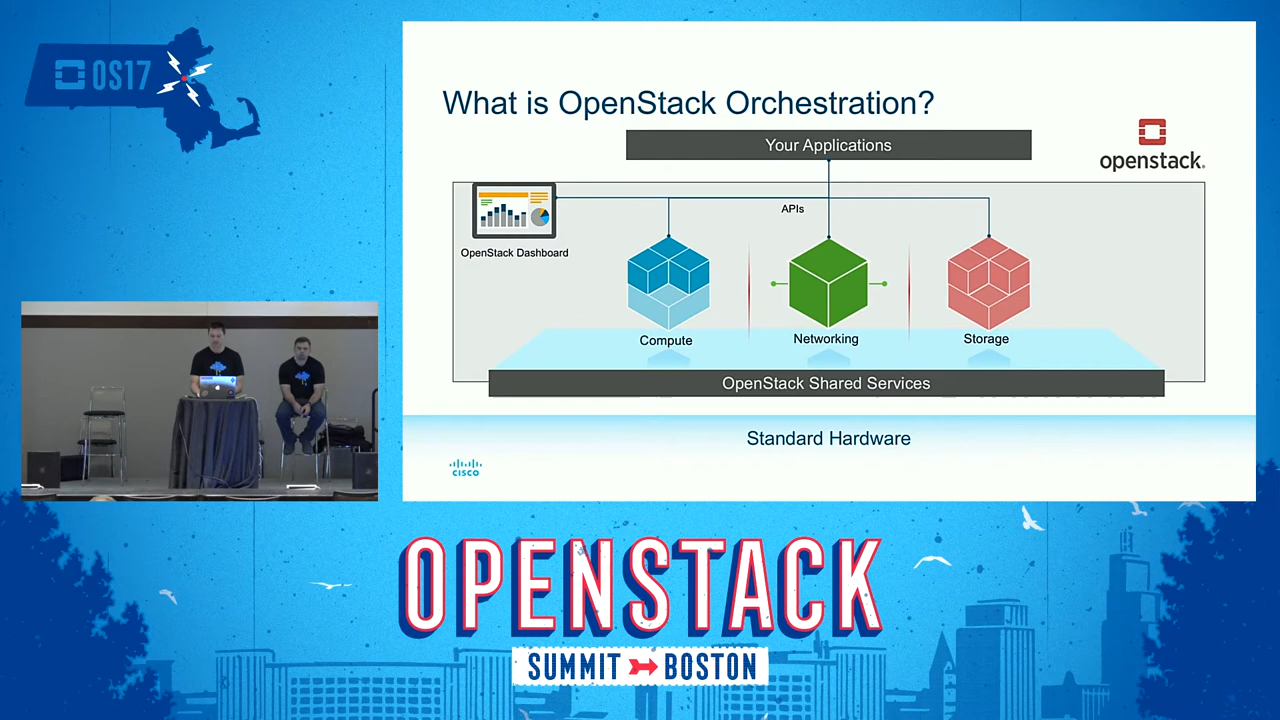 OS17
What is OpenStack Orchestration?
Your Applications
openstack.
APIs
OpenStack Dashboard
Compute
Networking
Storage
OpenStack Shared Services
Standard Hardware
CISCO
OPENSTACK
SUMMIT BOSTON